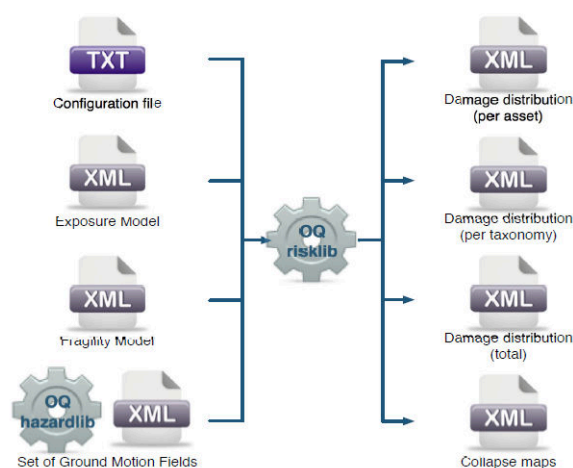 TXT
Configuration file
XML
Exposure Model
XML
Fragility Model
OQ
hazardlib
XML
Set of Ground Motion Fields
OQ
risklib
XML
Damage distribution
(per asset)
XML
Damage distribution
(per taxonomy)
XML
Damage distribution
(total)
XML
Collapse maps